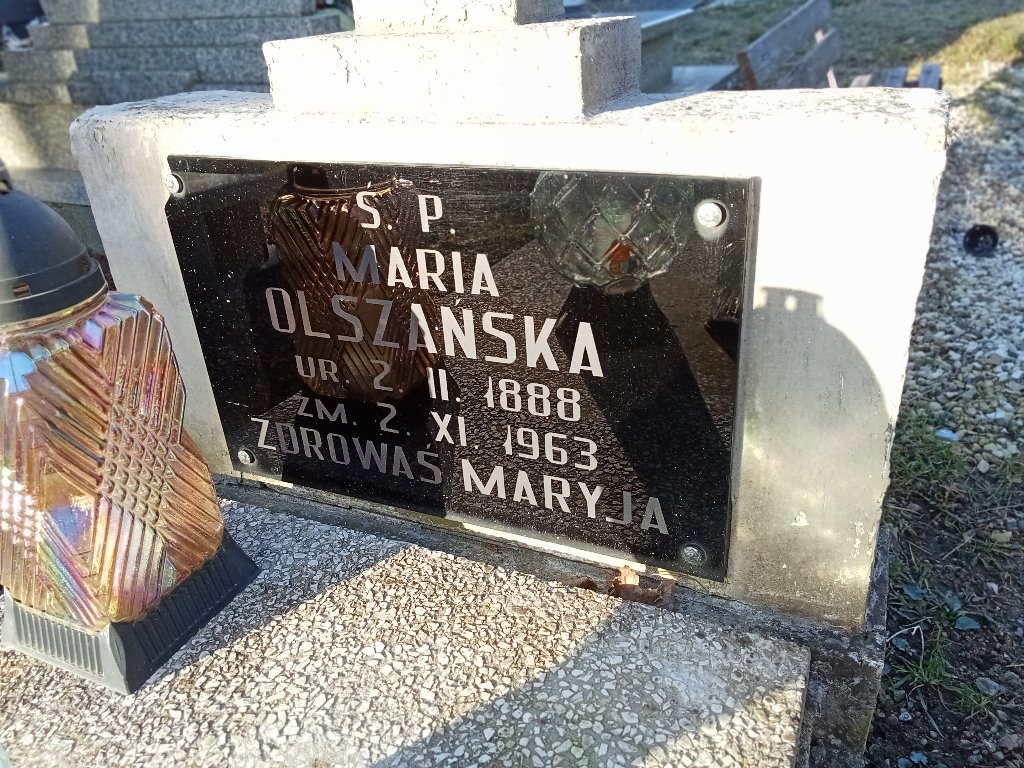 S. P.
MARIA
OLSZAŃSKA
UR. 2. II. 1888
ZM. 2. XI. 1963
ZDROWAŚ MARYJA